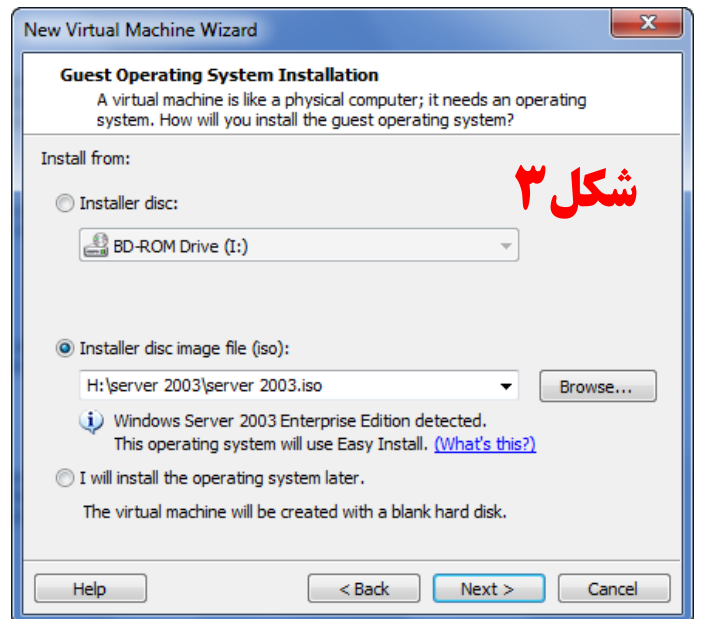 New Virtual Machine Wizard
Guest Operating System Installation
A virtual machine is like a physical computer; it needs an operating
system. How will you install the guest operating system?
Install from:
شکل ۳
Installer disc:
BD-ROM Drive (I:)
Installer disc image file (iso):
H:\server 2003\server 2003.iso
Browse...
Windows Server 2003 Enterprise Edition detected.
This operating system will use Easy Install. (What's this?)
I will install the operating system later.
The virtual machine will be created with a blank hard disk.
Help
< Back
Next >
Cancel